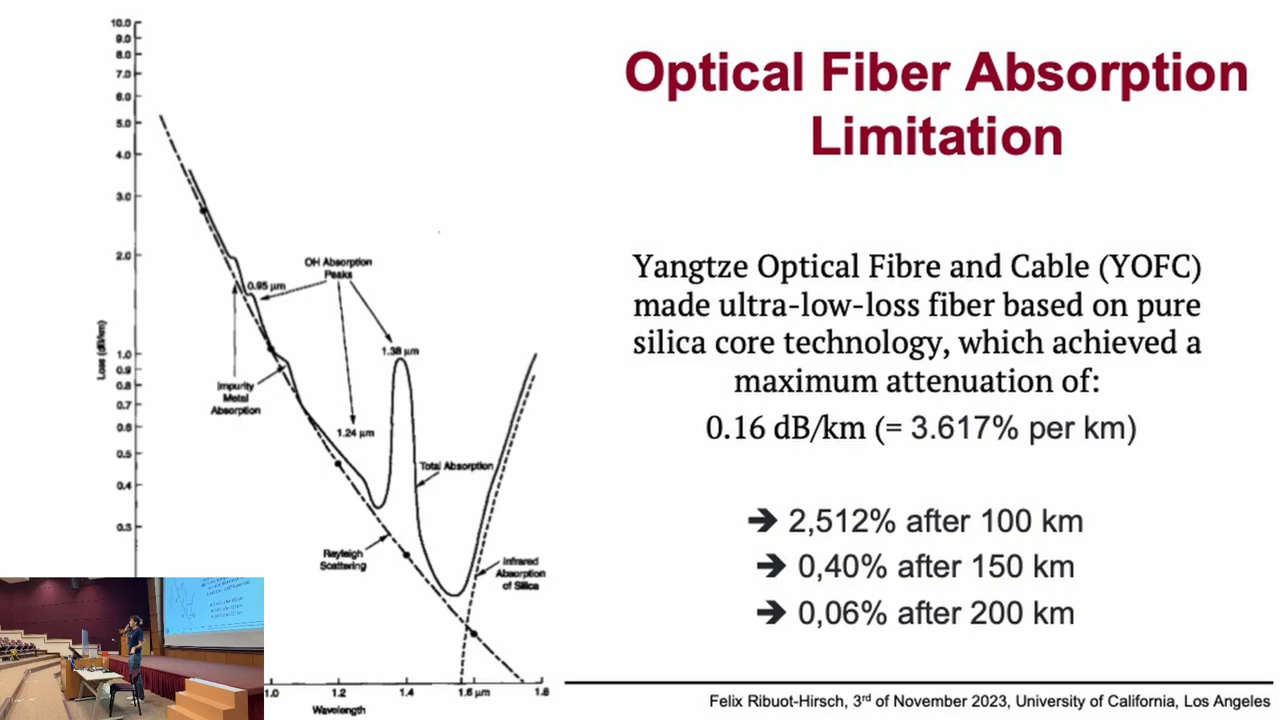 Optical Fiber Absorption
Limitation
Yangtze Optical Fibre and Cable (YOFC)
made ultra-low-loss fiber based on pure
silica core technology, which achieved a
maximum attenuation of:
0.16 dB/km (= 3.617% per km)
➔ 2,512% after 100 km
➔ 0,40% after 150 km
➔ 0,06% after 200 km
Felix Ribuot-Hirsch, 3rd of November 2023, University of California, Los Angeles
10.0
9.0
8.0
7.0
6.0
5.0
4.0
3.0
2.0
1.0
0.9
0.8
0.7
0.6
0.5
0.4
0.3
Loss (dB/km)
OH Absorption
Peaks
0.95 μm
1.38 μm
1.24 μm
Impurity
Metal
Absorption
Total Absorption
Rayleigh
Scattering
Infrared
Absorption
of Silica
1.0
1.2
1.4
1.6 μm
1.8
Wavelength